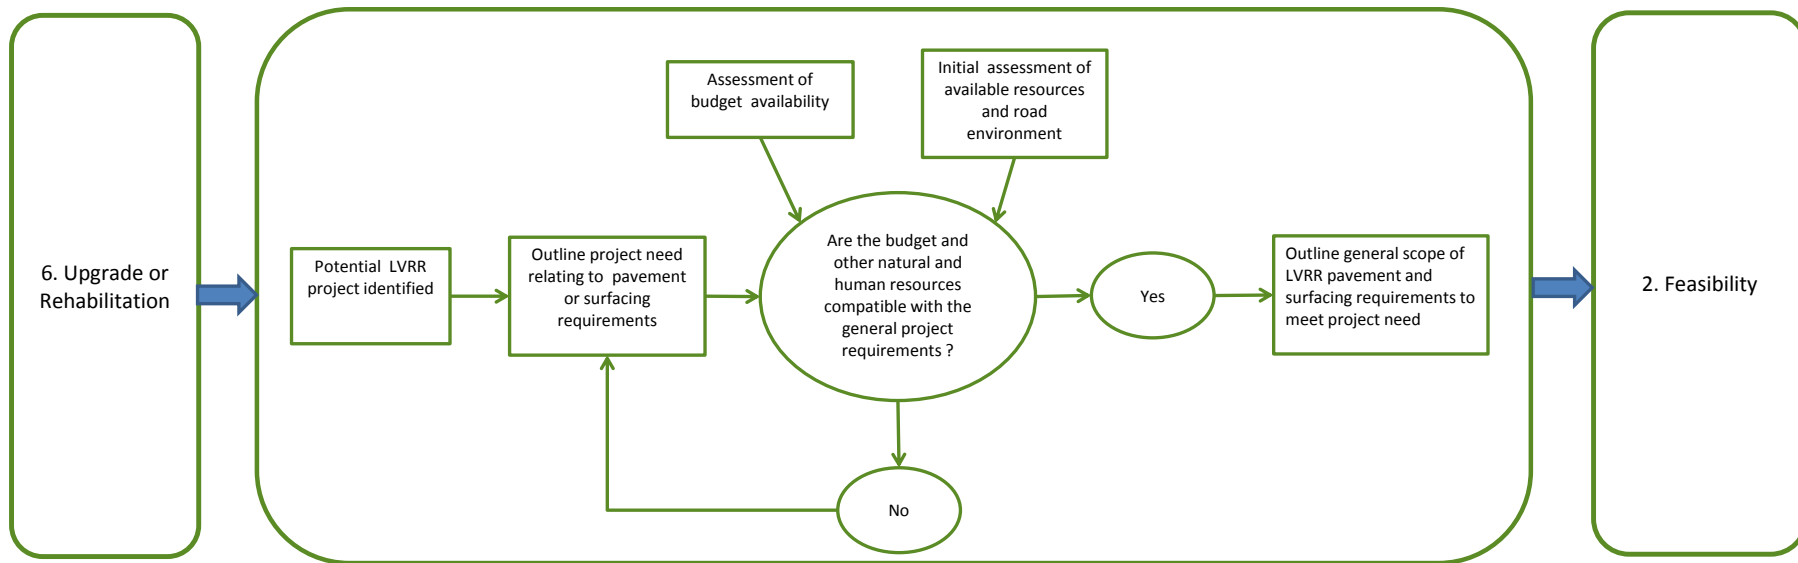 6. Upgrade or
Rehabilitation
Potential LVRR
project identified
Outline project need
relating to pavement
or surfacing
requirements
Assessment of
budget availability
Initial assessment of
available resources
and road
environment
Are the budget and
other natural and
human resources
compatible with the
general project
requirements ?
Yes
No
Outline general scope of
LVRR pavement and
surfacing requirements to
meet project need
2. Feasibility